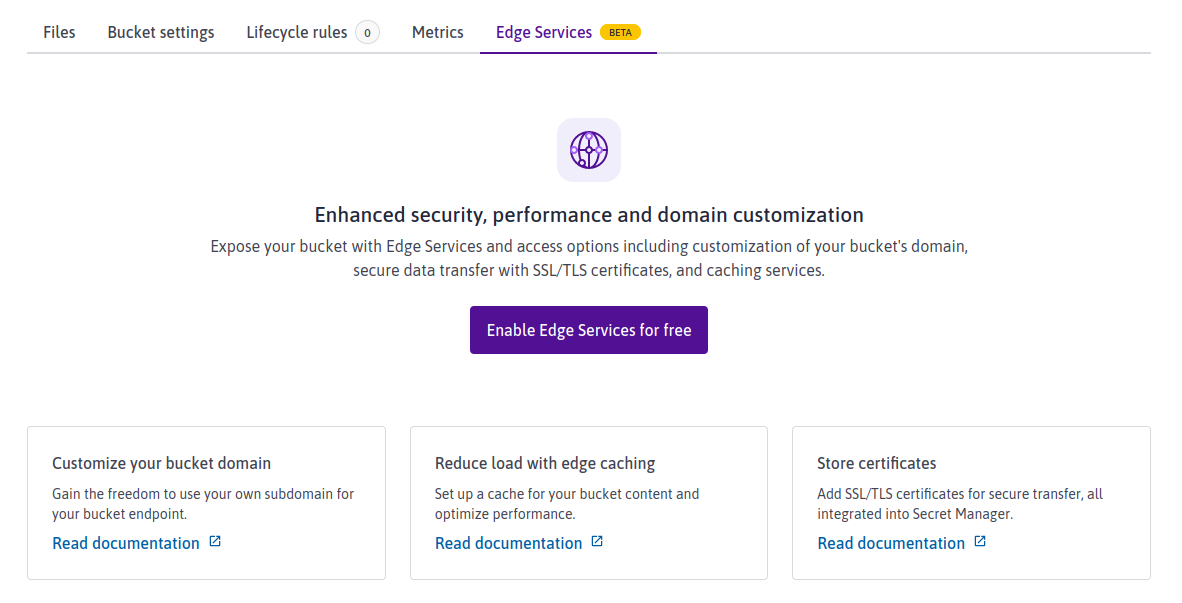 Files Bucket settings Lifecycle rules 0 Metrics Edge Services BETA
Enhanced security, performance and domain customization
Expose your bucket with Edge Services and access options including customization of your bucket's domain,
secure data transfer with SSL/TLS certificates, and caching services.
Enable Edge Services for free
Customize your bucket domain
Gain the freedom to use your own subdomain for
your bucket endpoint.
Read documentation
Reduce load with edge caching
Set up a cache for your bucket content and
optimize performance.
Read documentation
Store certificates
Add SSL/TLS certificates for secure transfer, all
integrated into Secret Manager.
Read documentation